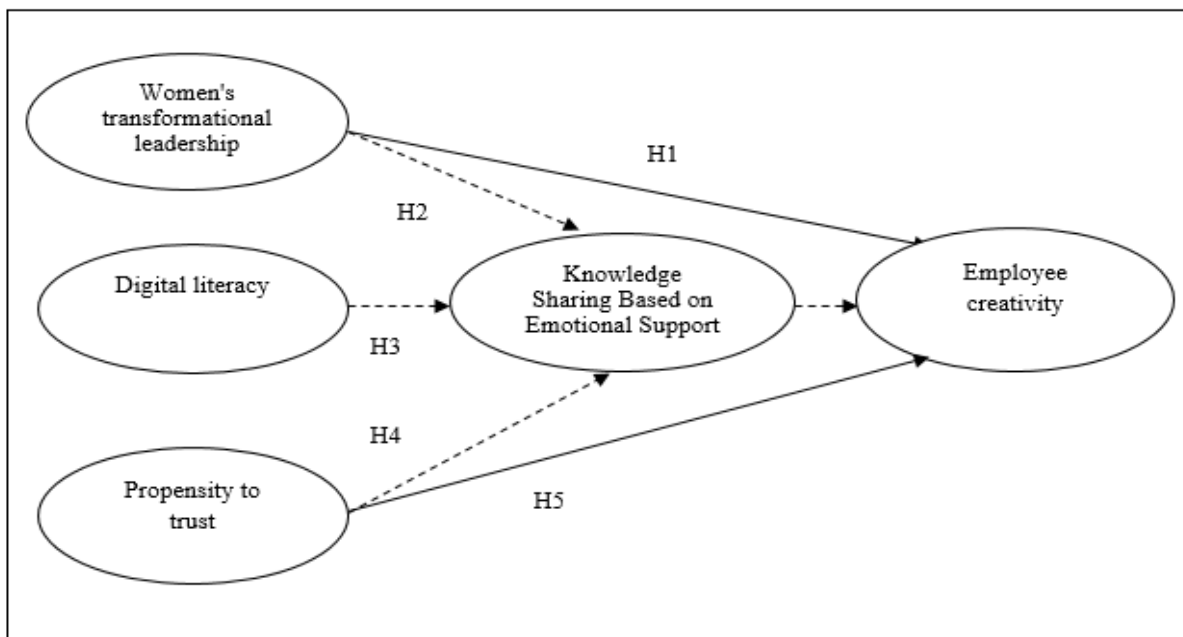 Women's
transformational
leadership
H1
H2
Digital literacy
Knowledge
Sharing Based on
Emotional Support
Employee
creativity
H3
H4
Propensity to
trust
H5